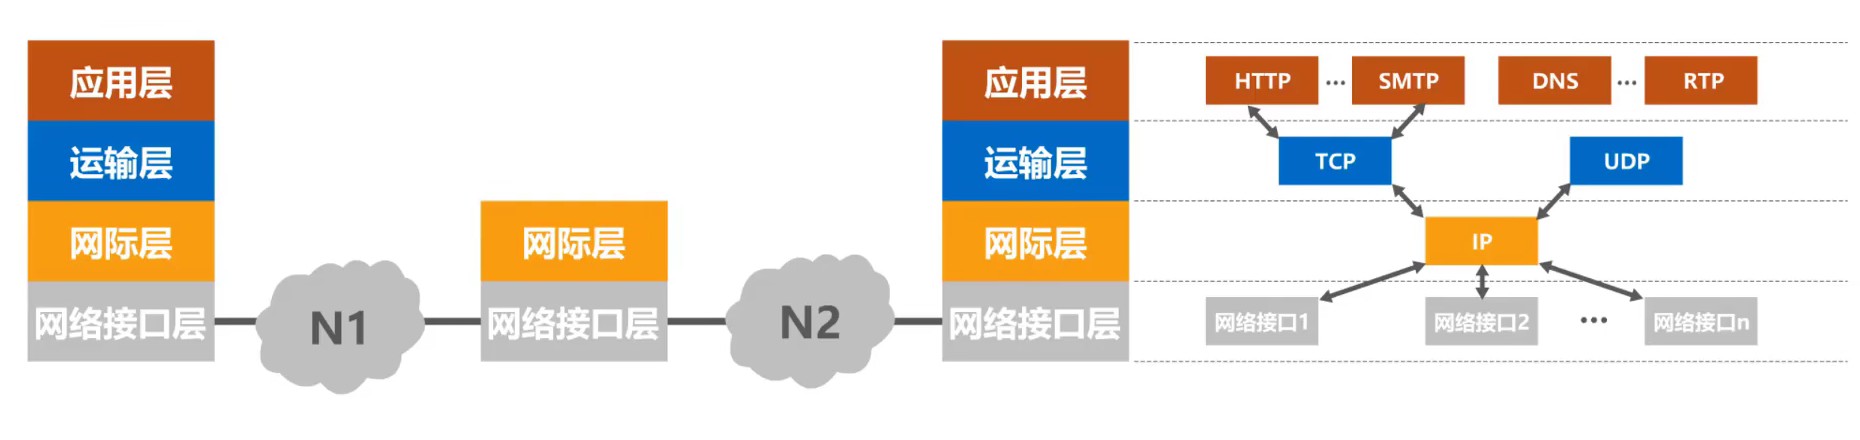 应用层
运输层
网际层
网络接口层
N1
网际层
网络接口层
N2
应用层
运输层
网际层
网络接口层
HTTP ... SMTP DNS ... RTP
TCP UDP
IP
网络接口1 网络接口2 ... 网络接口n